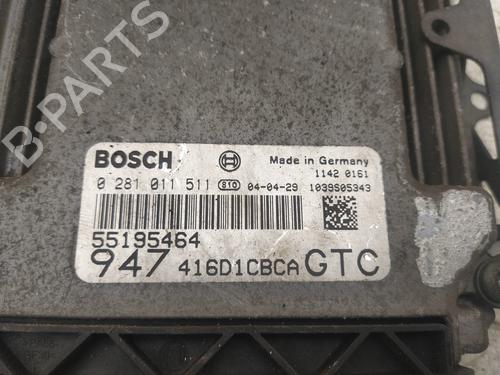 B-PARTS
BOSCH
Made in Germany
1142 0161
0 281 011 511 810 04-04-29 1039S05343
55195464
947 416D1CBCA GTC